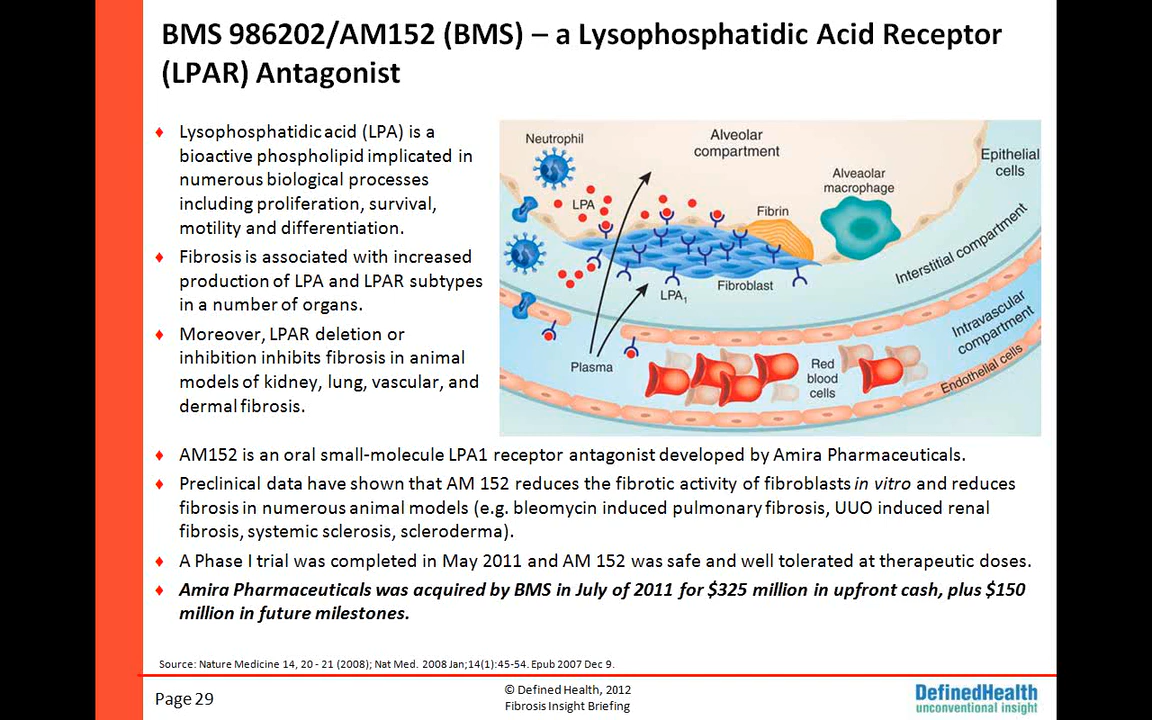 BMS 986202/AM152 (BMS) – a Lysophosphatidic Acid Receptor
(LPAR) Antagonist
♦ Lysophosphatidic acid (LPA) is a
bioactive phospholipid implicated in
numerous biological processes
including proliferation, survival,
motility and differentiation.
♦ Fibrosis is associated with increased
production of LPA and LPAR subtypes
in a number of organs.
♦ Moreover, LPAR deletion or
inhibition inhibits fibrosis in animal
models of kidney, lung, vascular, and
dermal fibrosis.
Neutrophil
Alveolar
compartment
Epithelial
cells
Alveaolar
macrophage
LPA
Fibrin
Interstitial compartment
LPA1
Fibroblast
Intravascular
compartment
Plasma
Red
blood
cells
Endothelial cells
♦ AM152 is an oral small-molecule LPA1 receptor antagonist developed by Amira Pharmaceuticals.
♦ Preclinical data have shown that AM 152 reduces the fibrotic activity of fibroblasts in vitro and reduces
fibrosis in numerous animal models (e.g. bleomycin induced pulmonary fibrosis, UUO induced renal
fibrosis, systemic sclerosis, scleroderma).
♦ A Phase I trial was completed in May 2011 and AM 152 was safe and well tolerated at therapeutic doses.
♦ Amira Pharmaceuticals was acquired by BMS in July of 2011 for $325 million in upfront cash, plus $150
million in future milestones.
Source: Nature Medicine 14, 20 - 21 (2008); Nat Med. 2008 Jan;14(1):45-54. Epub 2007 Dec 9.
Page 29
© Defined Health, 2012
Fibrosis Insight Briefing
DefinedHealth
unconventional insight